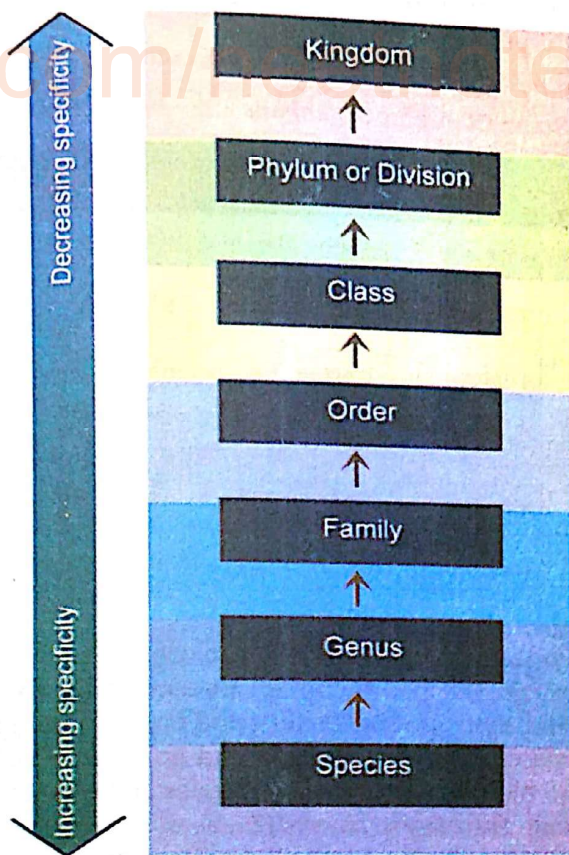 Kingdom
Phylum or Division
Class
Order
Family
Genus
Species
Decreasing specificity
Increasing specificity